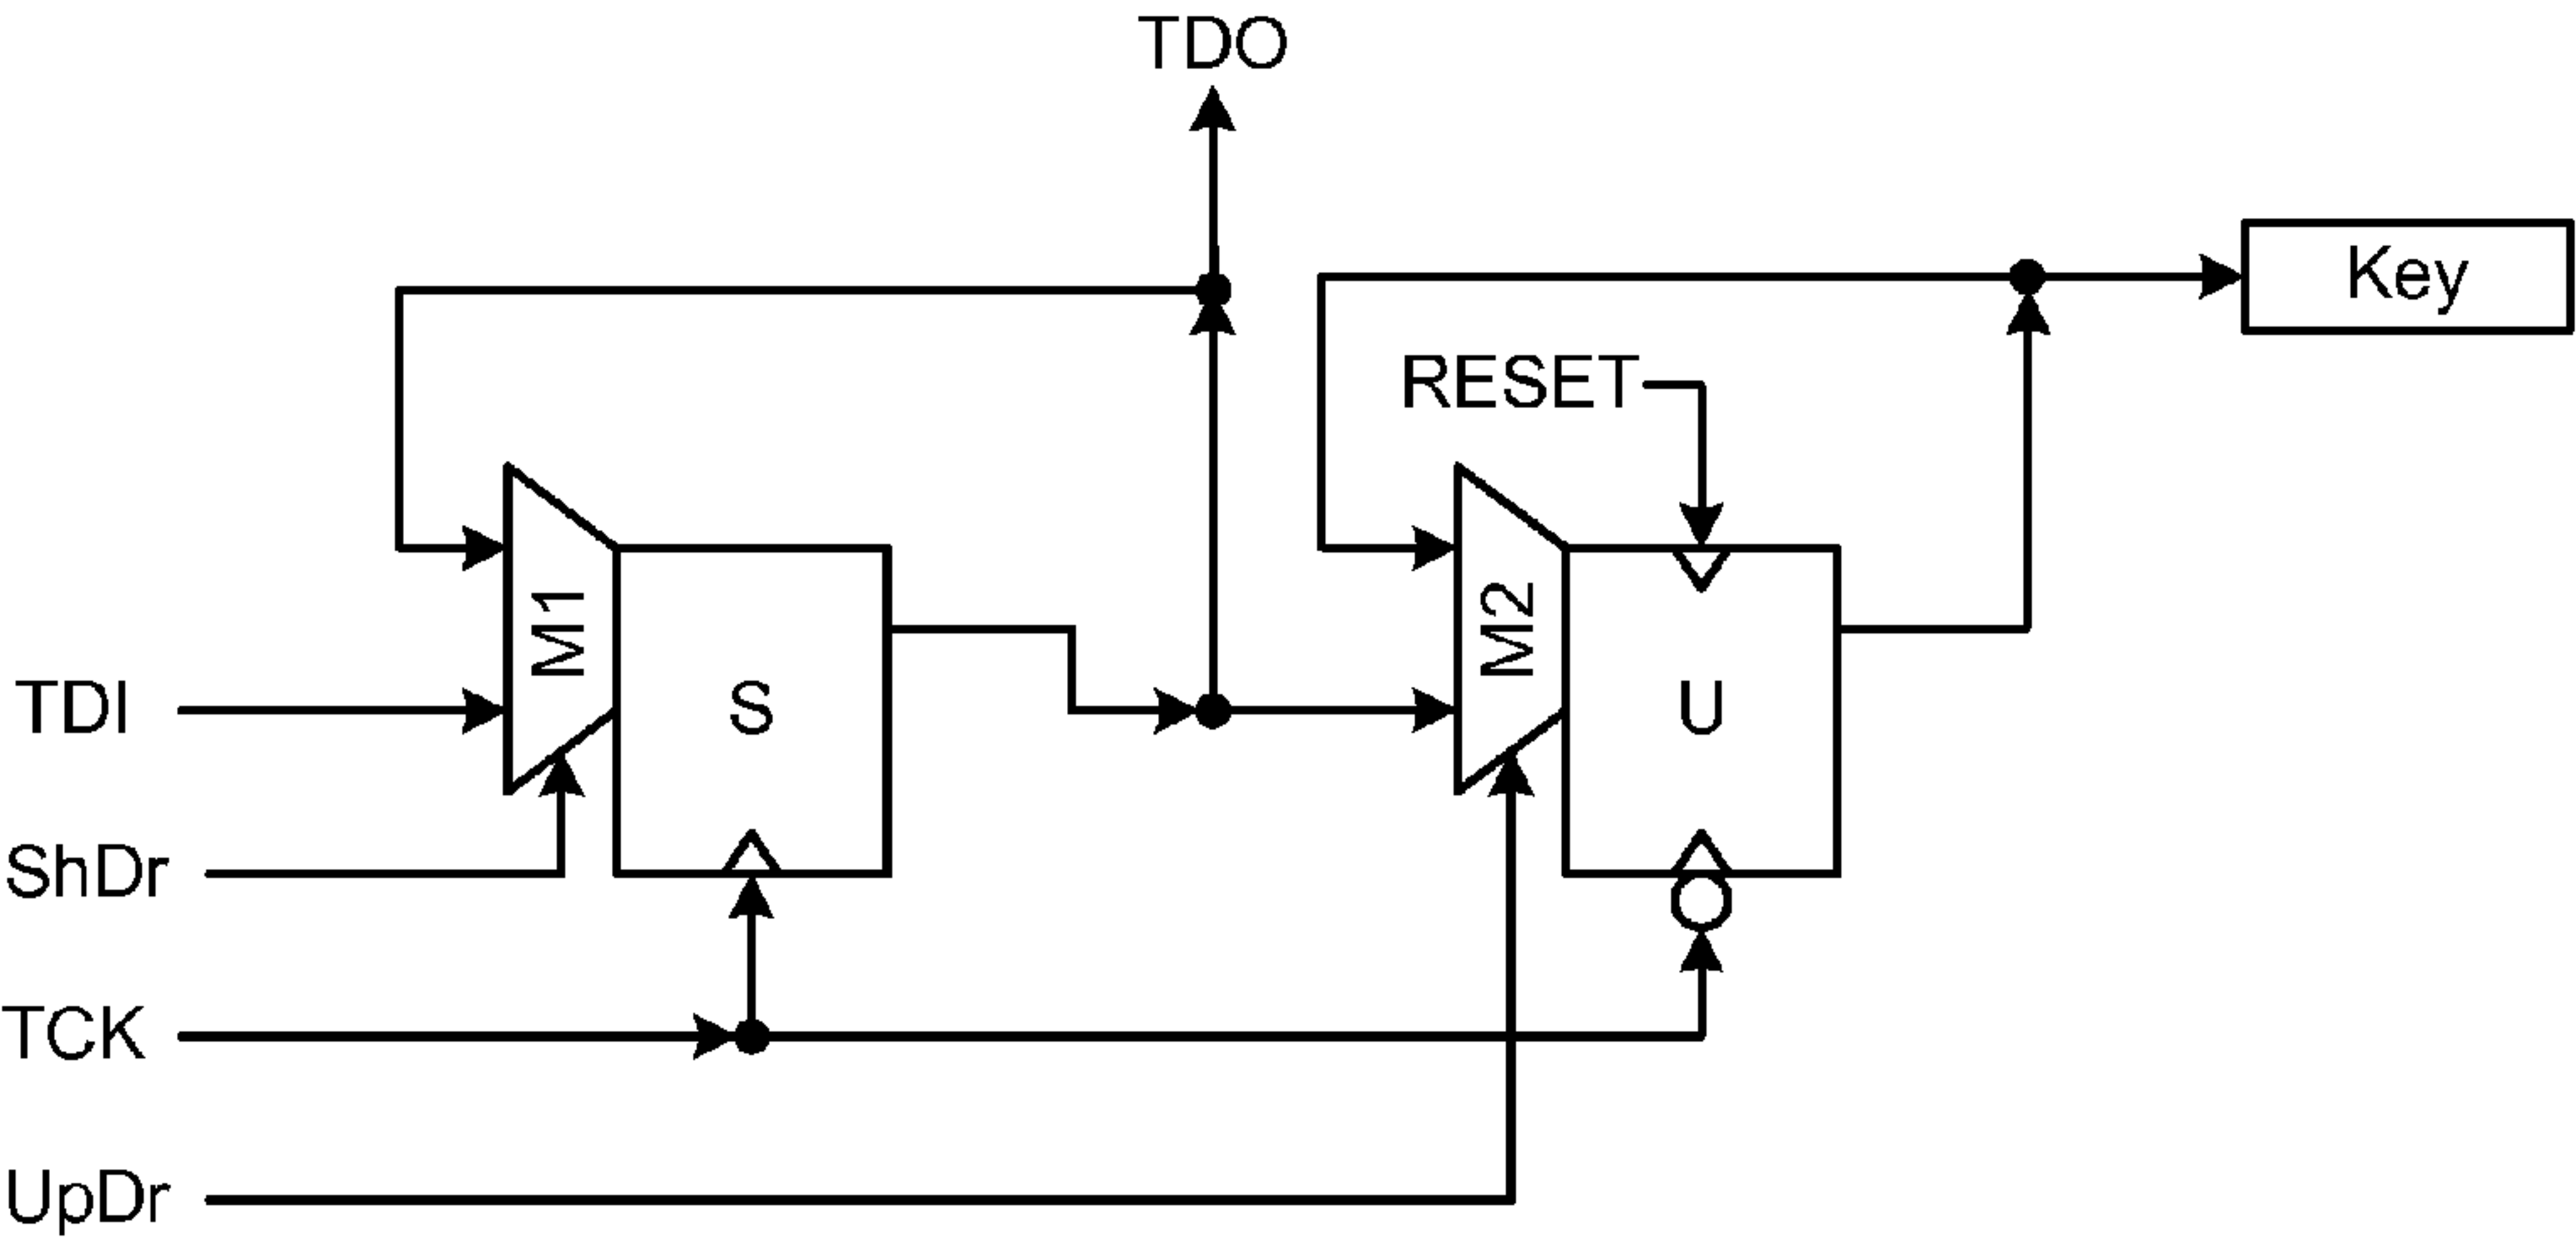 TDO
Key
RESET
M1
M2
TDI
S
U
ShDr
TCK
UpDr